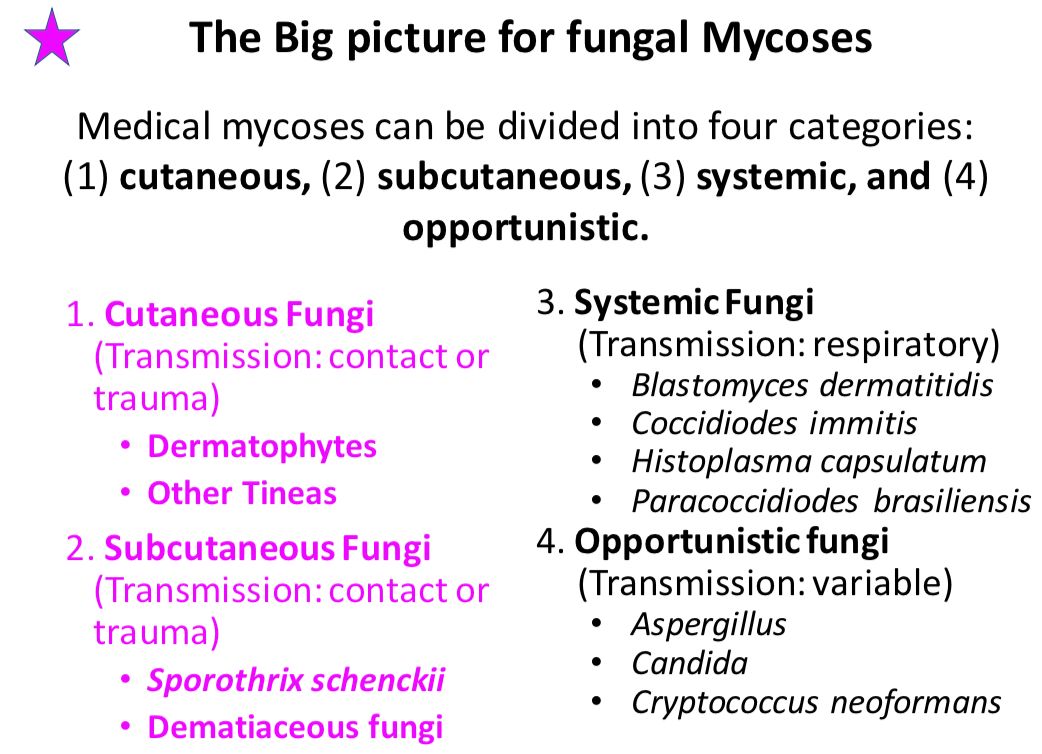 The Big picture for fungal Mycoses
Medical mycoses can be divided into four categories:
(1) cutaneous, (2) subcutaneous, (3) systemic, and (4)
opportunistic.
1. Cutaneous Fungi
(Transmission: contact or
trauma)
• Dermatophytes
• Other Tineas
2. Subcutaneous Fungi
(Transmission: contact or
trauma)
• Sporothrix schenckii
• Dematiaceous fungi
3. Systemic Fungi
(Transmission: respiratory)
• Blastomyces dermatitidis
• Coccidiodes immitis
• Histoplasma capsulatum
• Paracoccidiodes brasiliensis
4. Opportunistic fungi
(Transmission: variable)
• Aspergillus
• Candida
• Cryptococcus neoformans